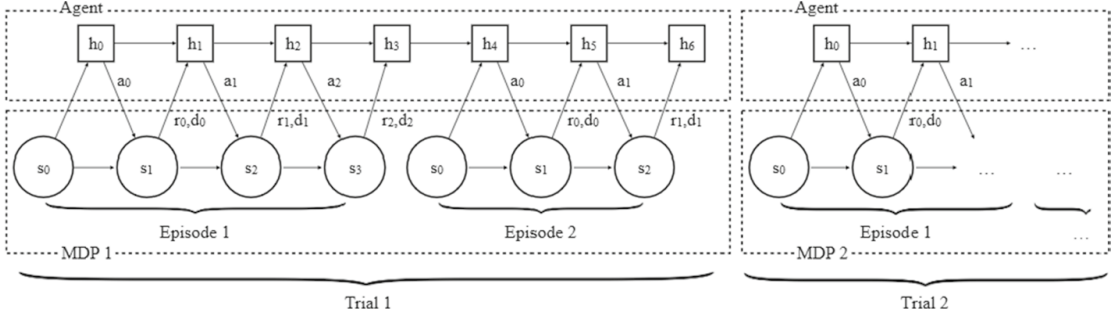 Agent Agent
h₀ h₁ h₂ h₃ h₄ h₅ h₆ h₀ h₁ ...
a₀ a₁ a₂ a₀ a₁ a₀ a₁
r₀,d₀ r₁,d₁ r₂,d₂ r₀,d₀ r₁,d₁ r₀,d₀
s₀ s₁ s₂ s₃ s₀ s₁ s₂ s₀ s₁ ... ...
Episode 1 Episode 2 Episode 1 ...
MDP 1 MDP 2
Trial 1 Trial 2